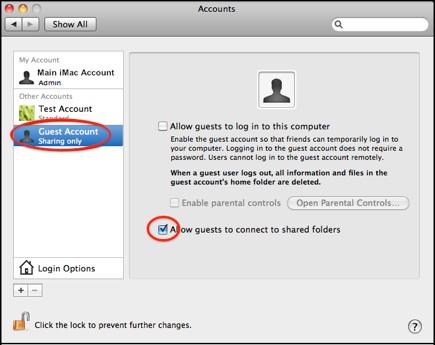 Accounts
Show All
My Account
Main iMac Account
Admin
Other Accounts
Test Account
Standard
Guest Account
Sharing only
Login Options
+ −
Allow guests to log in to this computer
Enable the guest account so that friends can temporarily log in to
your computer. Logging in to the guest account does not require a
password. Users cannot log in to the guest account remotely.
When a guest user logs out, all information and files in the
guest account's home folder are deleted.
Enable parental controls
Open Parental Controls...
Allow guests to connect to shared folders
Click the lock to prevent further changes.
?